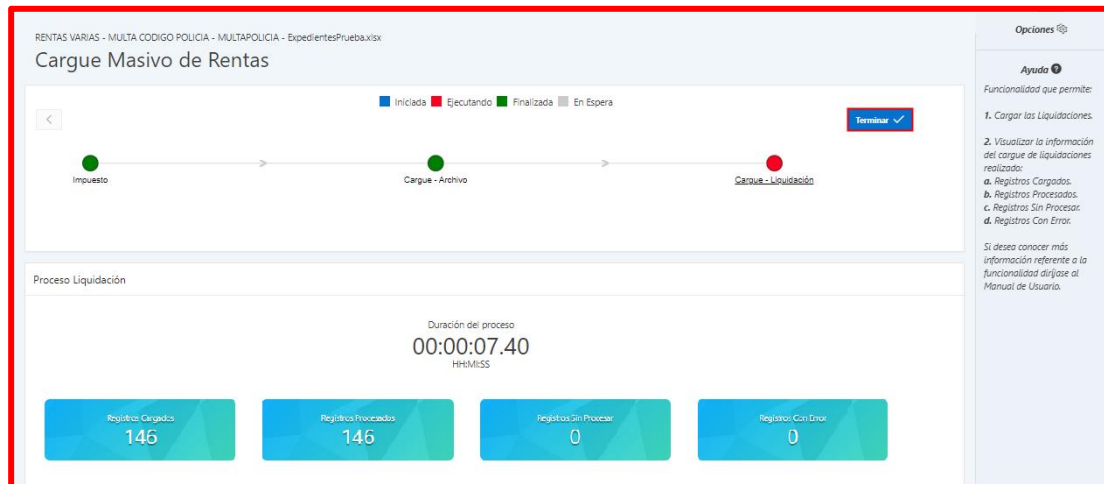 RENTAS VARIAS - MULTA CODIGO POLICIA - MULTAPOLICIA - ExpedientesPrueba.xlsx
Cargue Masivo de Rentas
Iniciada Ejecutando Finalizada En Espera
Terminar
Impuesto
Cargue - Archivo
Cargue - Liquidación
Proceso Liquidación
Duración del proceso
00:00:07.40
HH:MI:SS
Registros Cargados
146
Registros Procesados
146
Registros Sin Procesar
0
Registros Con Error
0
Opciones
Ayuda
Funcionalidad que permite:
1. Cargar las Liquidaciones.
2. Visualizar la información
del cargue de liquidaciones
realizado:
a. Registros Cargados.
b. Registros Procesados.
c. Registros Sin Procesar.
d. Registros Con Error.
Si desea conocer más
información referente a la
funcionalidad diríjase al
Manual de Usuario.